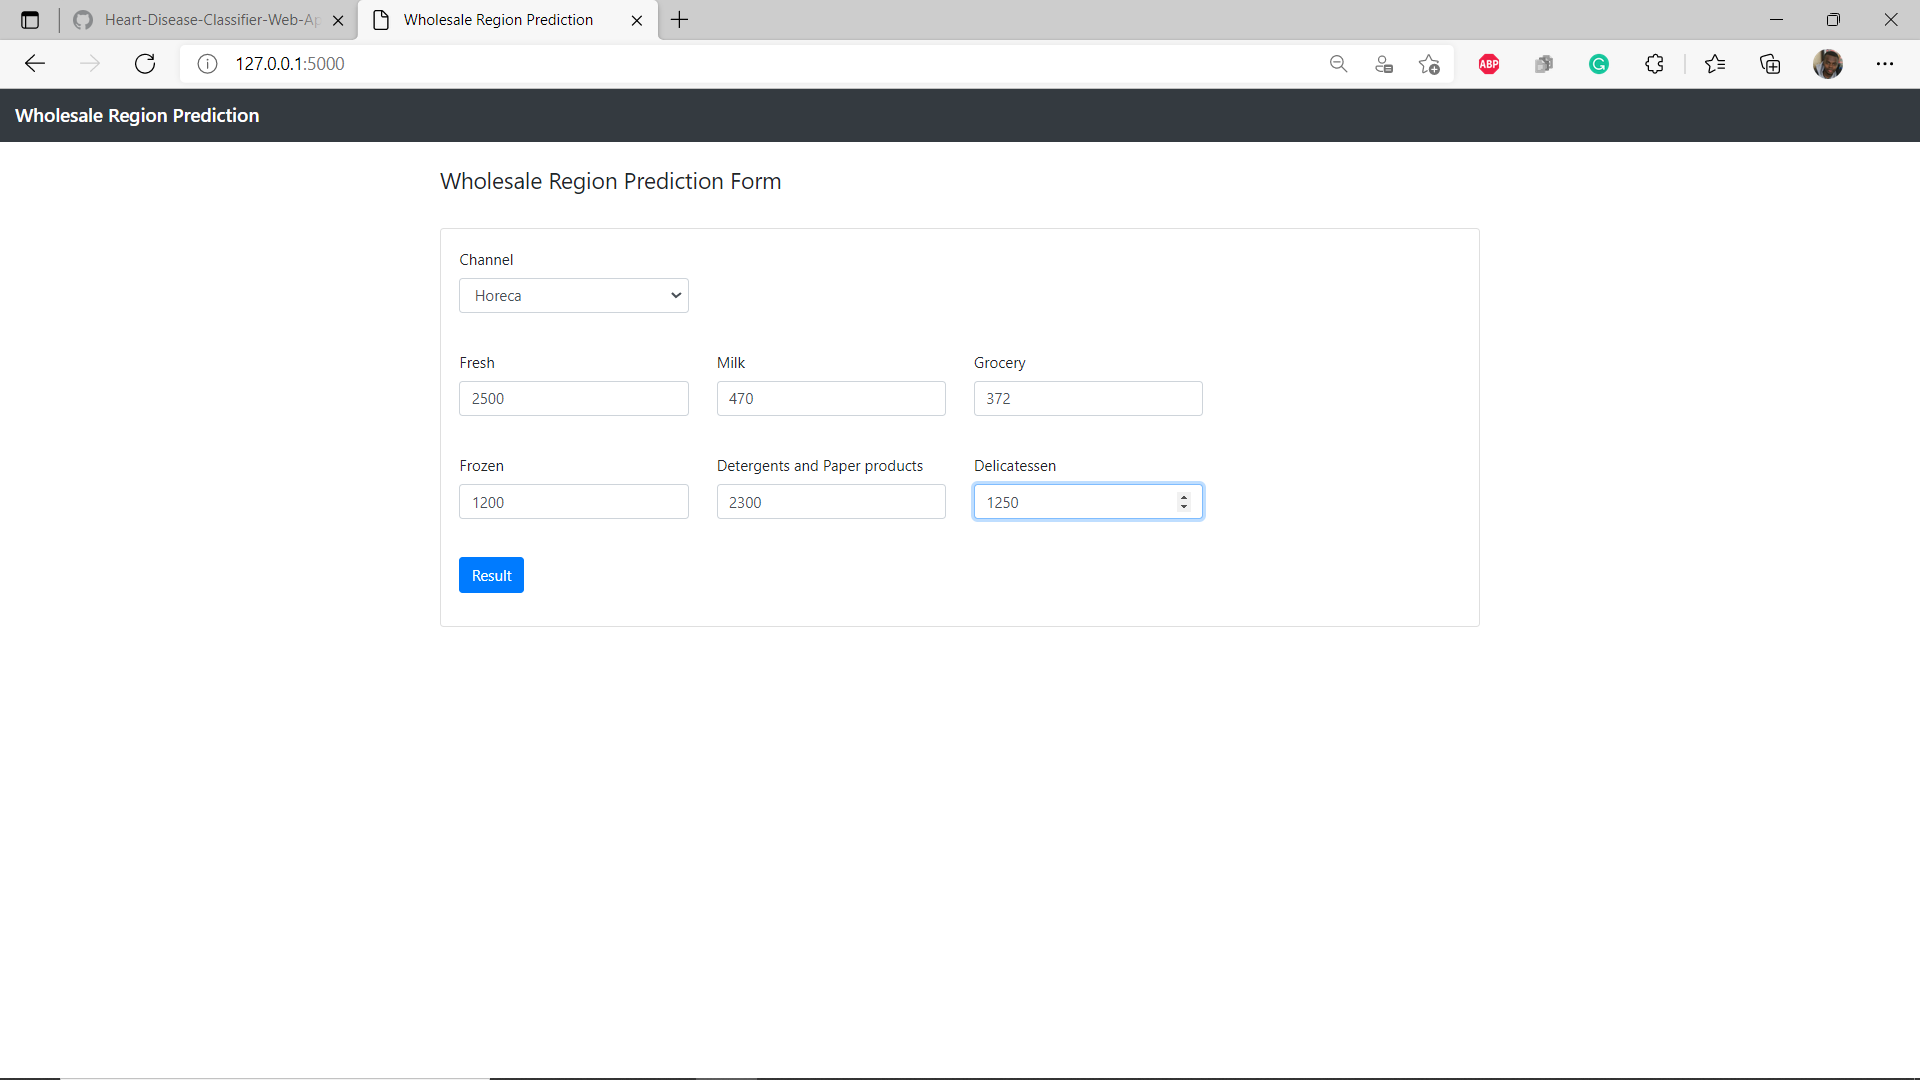 Heart-Disease-Classifier-Web-Ap
Wholesale Region Prediction
127.0.0.1:5000
ABP
Wholesale Region Prediction
Wholesale Region Prediction Form
Channel
Horeca
Fresh Milk Grocery
2500 470 372
Frozen Detergents and Paper products Delicatessen
1200 2300 1250
Result